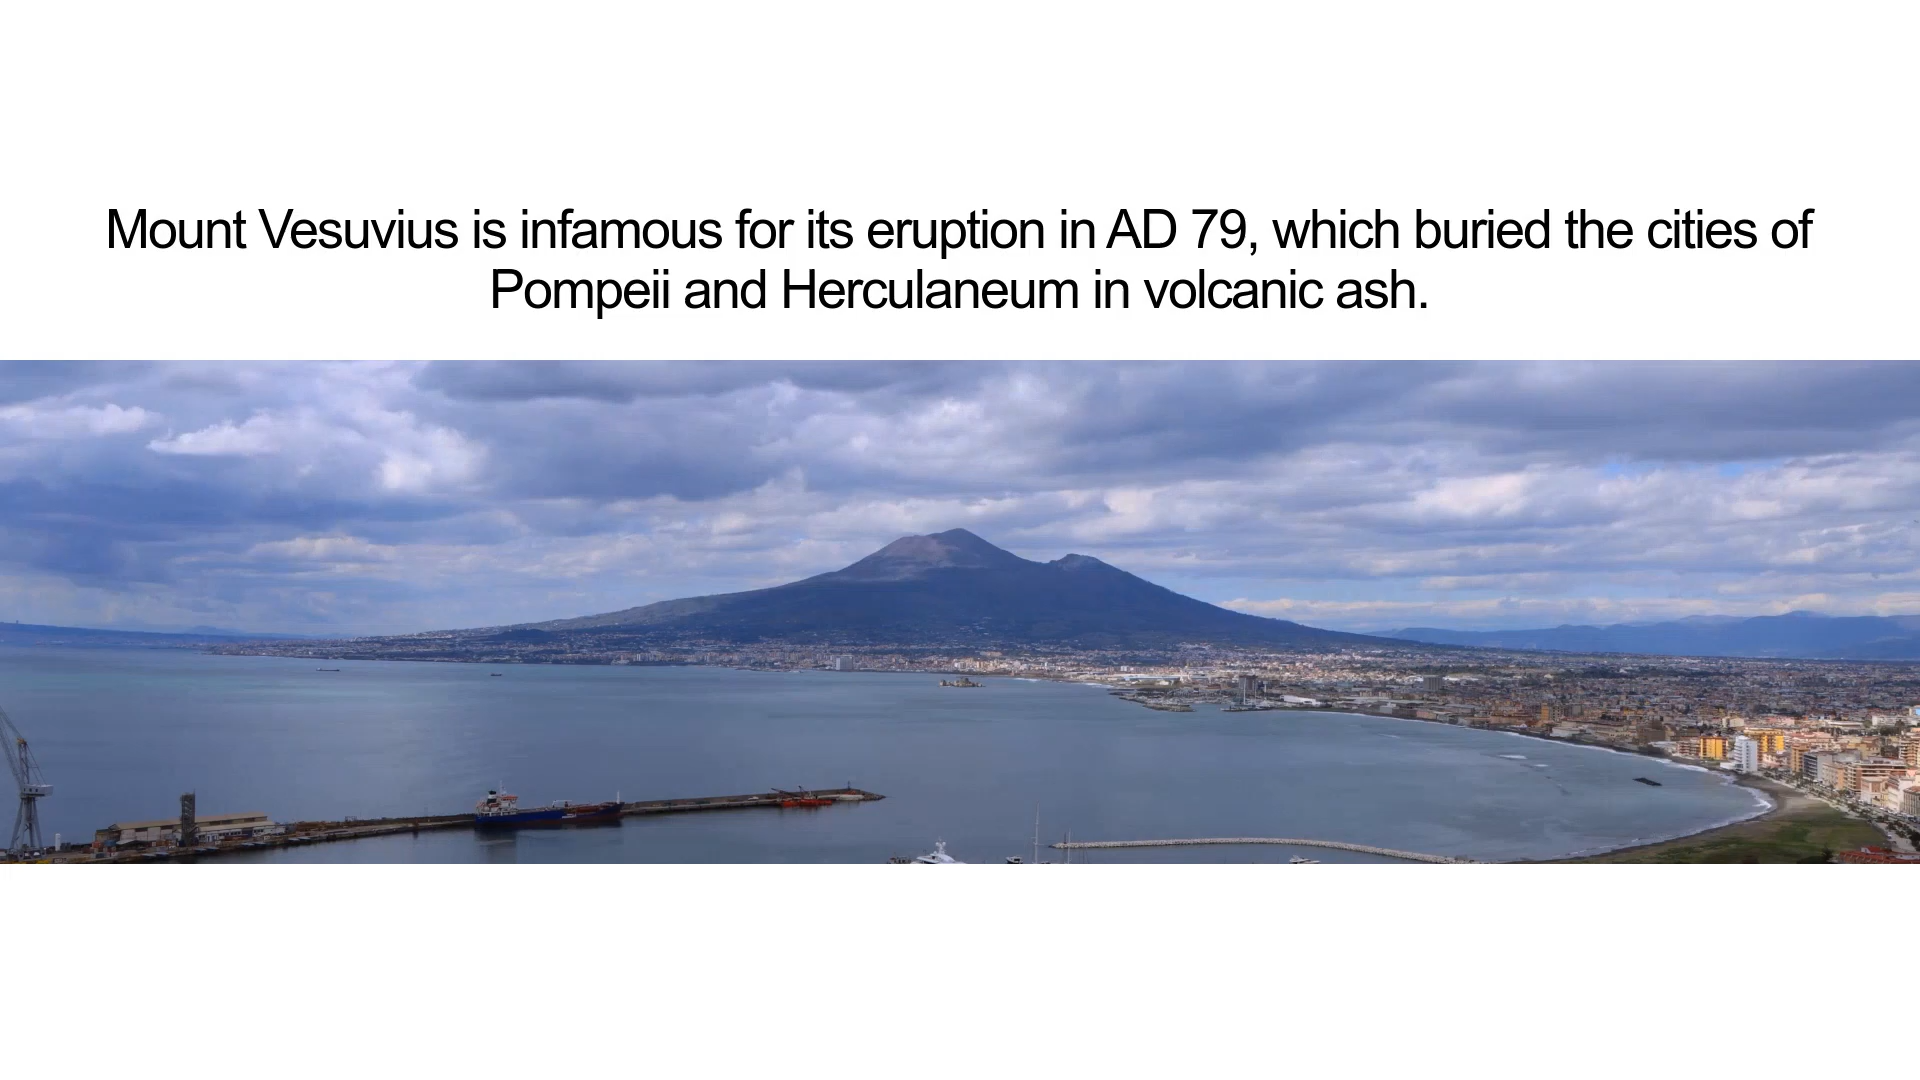 Mount Vesuvius is infamous for its eruption in AD 79, which buried the cities of
Pompeii and Herculaneum in volcanic ash.